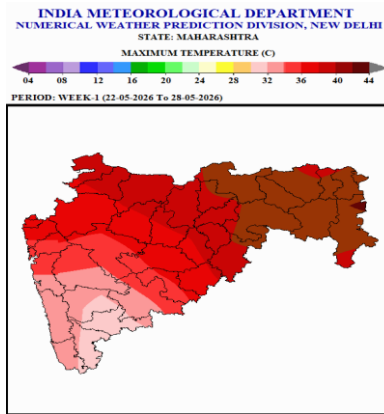 INDIA METEOROLOGICAL DEPARTMENT
NUMERICAL WEATHER PREDICTION DIVISION, NEW DELHI
STATE: MAHARASHTRA
MAXIMUM TEMPERATURE (C)
04 08 12 16 20 24 28 32 36 40 44
PERIOD: WEEK-1 (22-05-2026 To 28-05-2026)